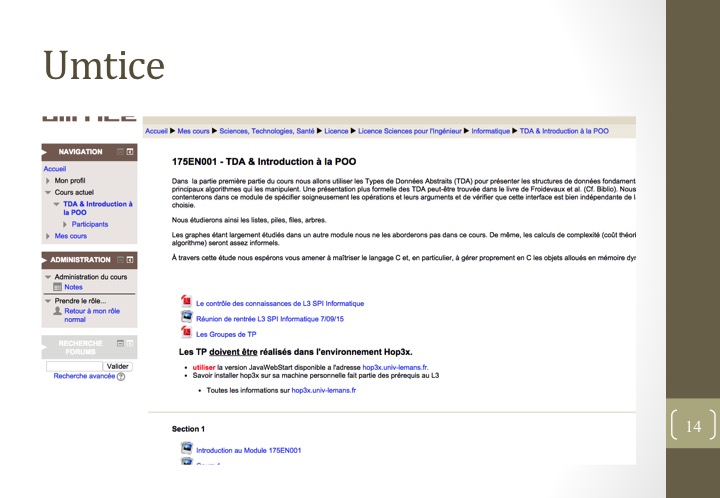 Umtice
UMTICE
Accueil ▶ Mes cours ▶ Sciences, Technologies, Santé ▶ Licence ▶ Licence Sciences pour l'Ingénieur ▶ Informatique ▶ TDA & Introduction à la POO
NAVIGATION
Accueil
Mon profil
Cours actuel
TDA & Introduction à
la POO
Participants
Mes cours
ADMINISTRATION
Administration du cours
Notes
Prendre le rôle...
Retour à mon rôle
normal
RECHERCHE
FORUMS
Valider
Recherche avancée
175EN001 - TDA & Introduction à la POO
Dans la partie première partie du cours nous allons utiliser les Types de Données Abstraits (TDA) pour présenter les structures de données fondament
principaux algorithmes qui les manipulent. Une présentation plus formelle des TDA peut-être trouvée dans le livre de Froidevaux et al. (Cf. Biblio). Nous
contenterons dans ce module de spécifier soigneusement les opérations et leurs arguments et de vérifier que cette interface est bien indépendante de l
choisie.
Nous étudierons ainsi les listes, piles, files, arbres.
Les graphes étant largement étudiés dans un autre module nous ne les aborderons pas dans ce cours. De même, les calculs de complexité (coût théori
algorithme) seront assez informels.
À travers cette étude nous espérons vous amener à maîtriser le langage C et, en particulier, à gérer proprement en C les objets alloués en mémoire dyn
Le contrôle des connaissances de L3 SPI Informatique
Réunion de rentrée L3 SPI Informatique 7/09/15
Les Groupes de TP
Les TP doivent être réalisés dans l'environnement Hop3x.
• utiliser la version JavaWebStart disponible a l'adresse hop3x.univ-lemans.fr.
• Savoir installer hop3x sur sa machine personnelle fait partie des prérequis au L3
• Toutes les informations sur hop3x.univ-lemans.fr
Section 1
Introduction au Module 175EN001
14